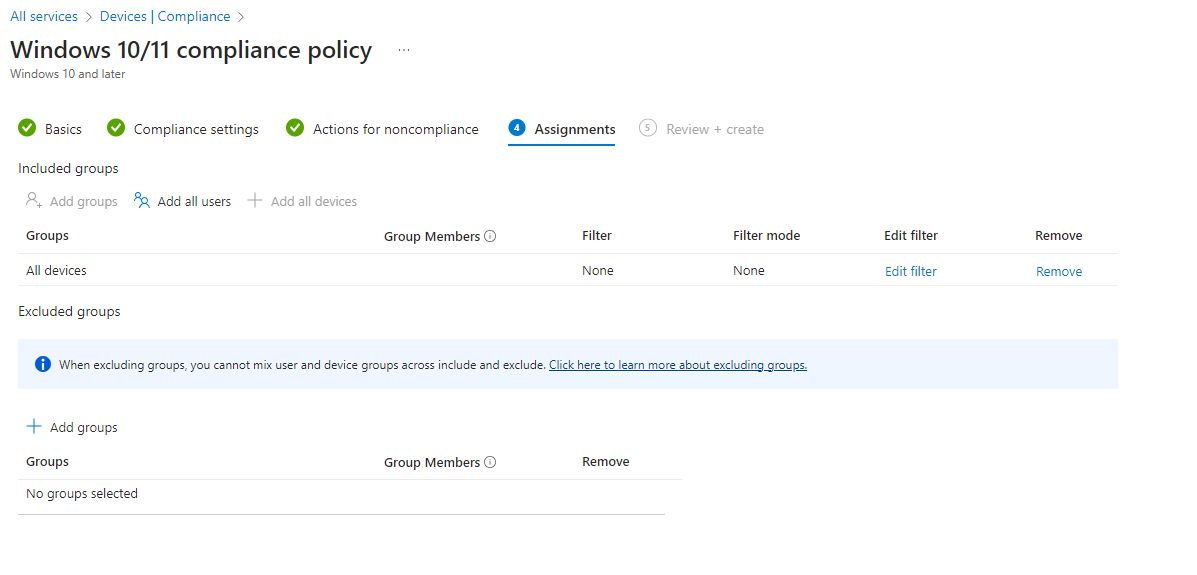 All services > Devices | Compliance >
Windows 10/11 compliance policy ...
Windows 10 and later
Basics Compliance settings Actions for noncompliance 4 Assignments 5 Review + create
Included groups
Add groups Add all users Add all devices
Groups Group Members Filter Filter mode Edit filter Remove
All devices None None Edit filter Remove
Excluded groups
When excluding groups, you cannot mix user and device groups across include and exclude. Click here to learn more about excluding groups.
Add groups
Groups Group Members Remove
No groups selected